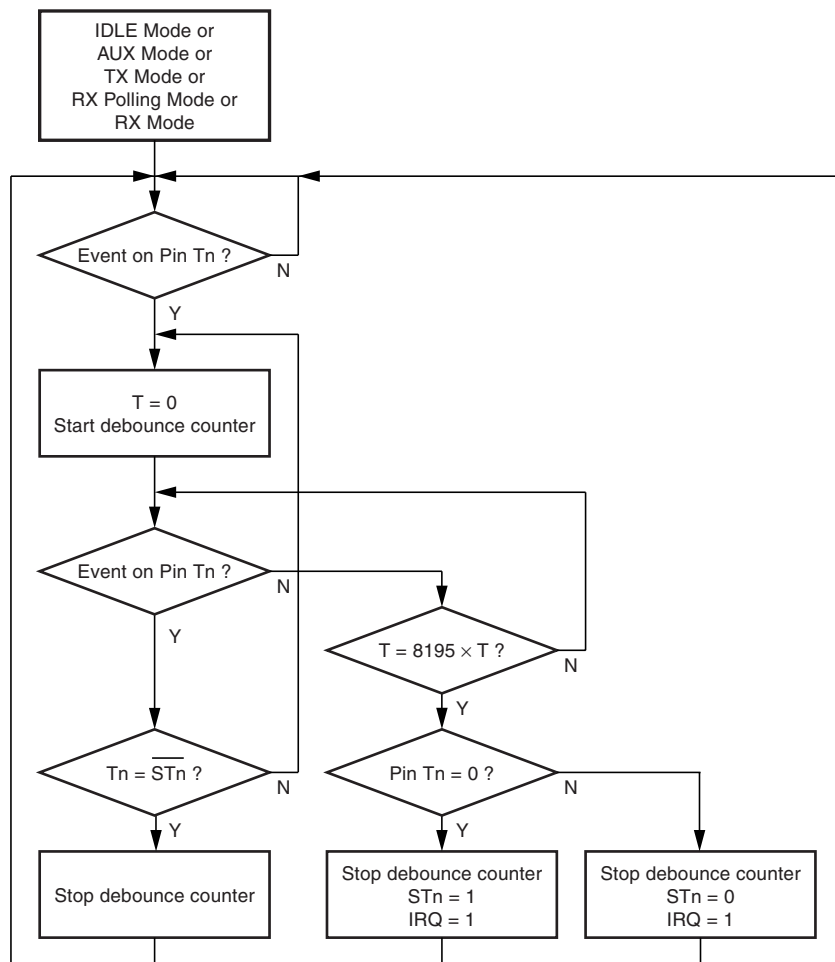 IDLE Mode or
AUX Mode or
TX Mode or
RX Polling Mode or
RX Mode
Event on Pin Tn ?
N
Y
T = 0
Start debounce counter
Event on Pin Tn ?
N
Y
T = 8195 × T ?
N
Y
Tn = S̅T̅n̅ ?
N
Y
Pin Tn = 0 ?
N
Y
Stop debounce counter
Stop debounce counter
STn = 1
IRQ = 1
Stop debounce counter
STn = 0
IRQ = 1